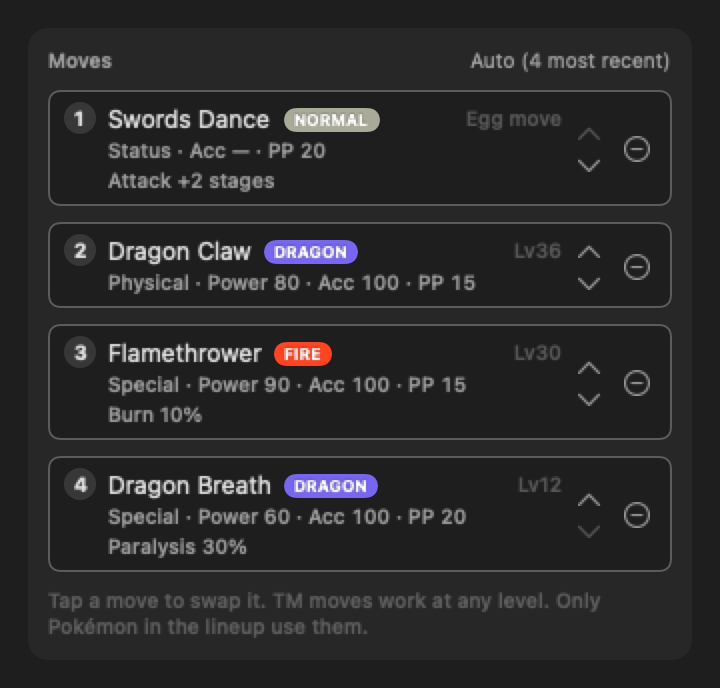 Moves
Auto (4 most recent)
1 Swords Dance NORMAL Egg move
Status · Acc — · PP 20
Attack +2 stages
2 Dragon Claw DRAGON Lv36
Physical · Power 80 · Acc 100 · PP 15
3 Flamethrower FIRE Lv30
Special · Power 90 · Acc 100 · PP 15
Burn 10%
4 Dragon Breath DRAGON Lv12
Special · Power 60 · Acc 100 · PP 20
Paralysis 30%
Tap a move to swap it. TM moves work at any level. Only
Pokémon in the lineup use them.